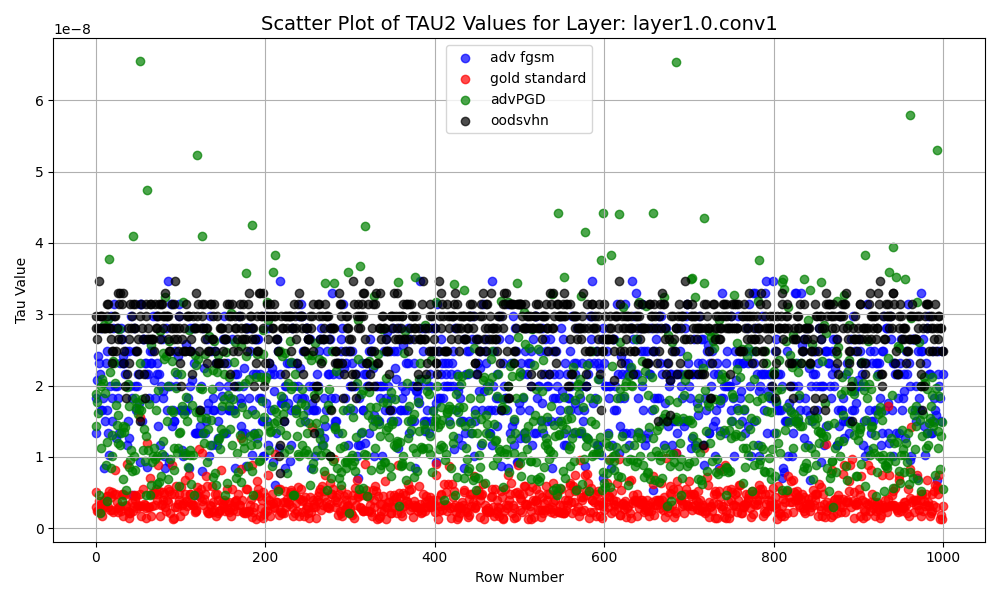 Scatter Plot of TAU2 Values for Layer: layer1.0.conv1
1e−8
adv fgsm
gold standard
advPGD
oodsvhn
Tau Value
6
5
4
3
2
1
0
0 200 400 600 800 1000
Row Number